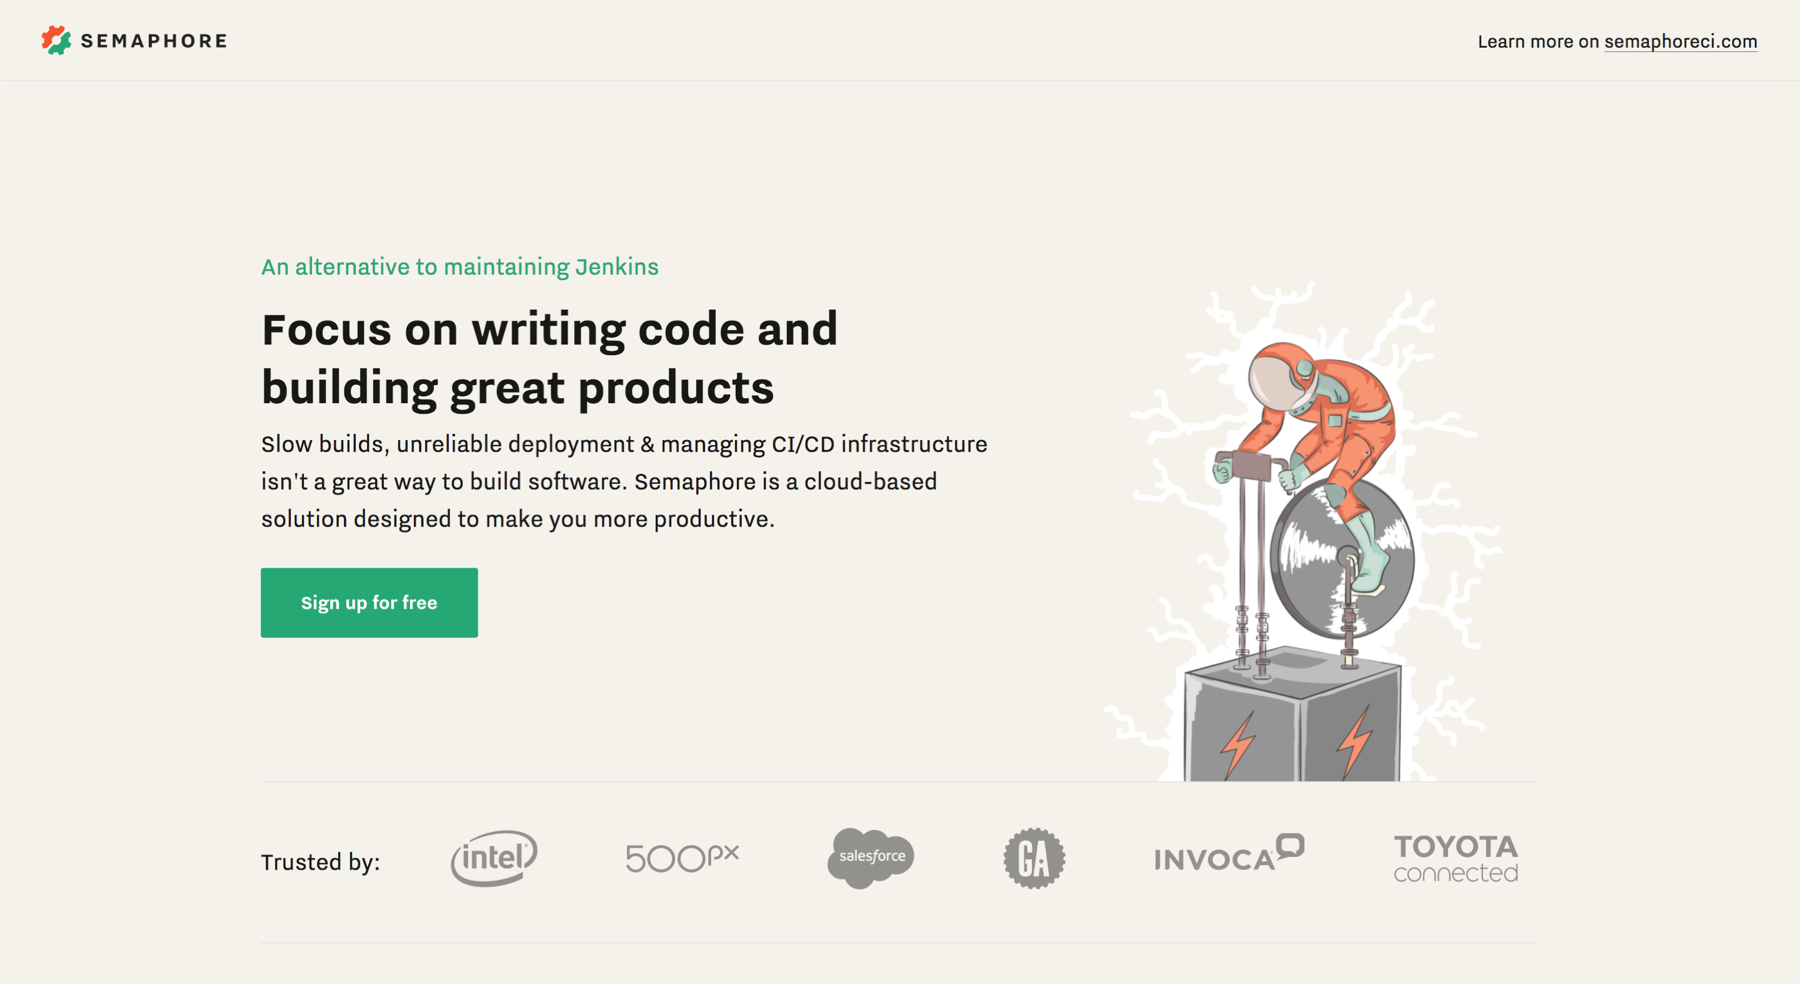 SEMAPHORE
Learn more on semaphoreci.com
An alternative to maintaining Jenkins
Focus on writing code and
building great products
Slow builds, unreliable deployment & managing CI/CD infrastructure
isn't a great way to build software. Semaphore is a cloud-based
solution designed to make you more productive.
Sign up for free
Trusted by:
intel
500px
salesforce
GA
INVOCA
TOYOTA
connected